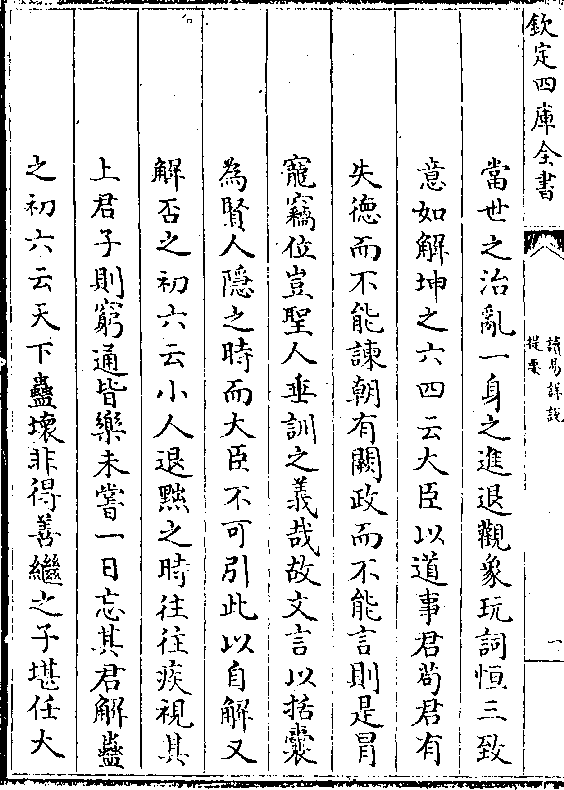 欽定四庫全書
讀易詳說
提要
一
當世之治亂一身之進退觀象玩詞恒三致
意如解坤之六四云大臣以道事君苟君有
失德而不能諫朝有闕政而不能言則是冒
寵竊位豈聖人垂訓之義哉故文言以括囊
為賢人隱之時而大臣不可引此以自解又
解否之初六云小人退黜之時往往疾視其
上君子則窮通皆樂未嘗一日忘其君解蠱
之初六云天下蠱壞非得善繼之子堪任大